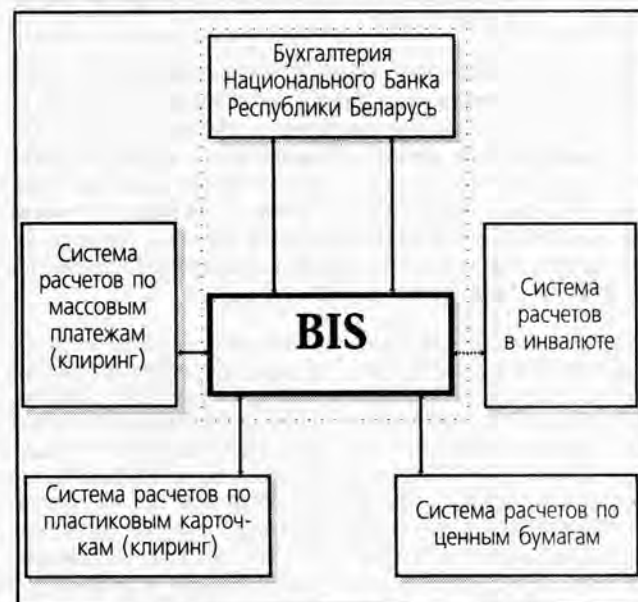 Бухгалтерия
Национального Банка
Республики Беларусь
Система
расчетов по
массовым
платежам
(клиринг)
BIS
Система
расчетов
в инвалюте
Система расчетов по
пластиковым карточ-
кам (клиринг)
Система расчетов по
ценным бумагам